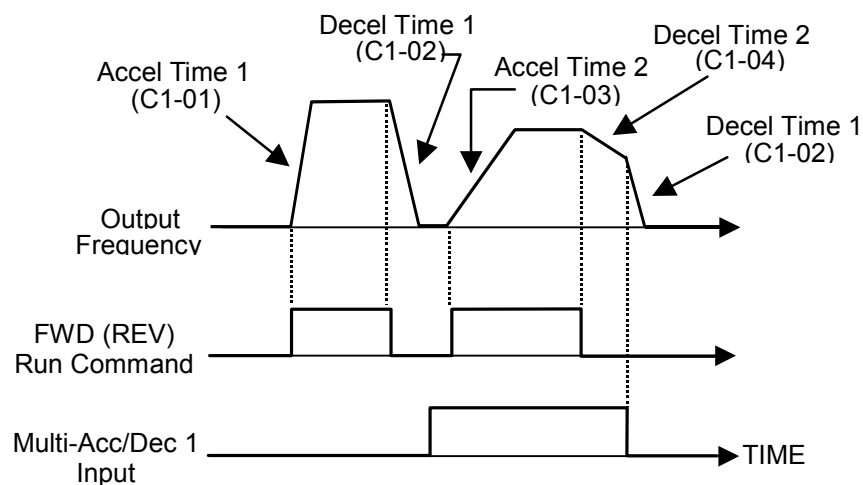 Decel Time 1
(C1-02)
Decel Time 2
(C1-04)
Accel Time 1
(C1-01)
Accel Time 2
(C1-03)
Decel Time 1
(C1-02)
Output
Frequency
FWD (REV)
Run Command
Multi-Acc/Dec 1
Input
TIME